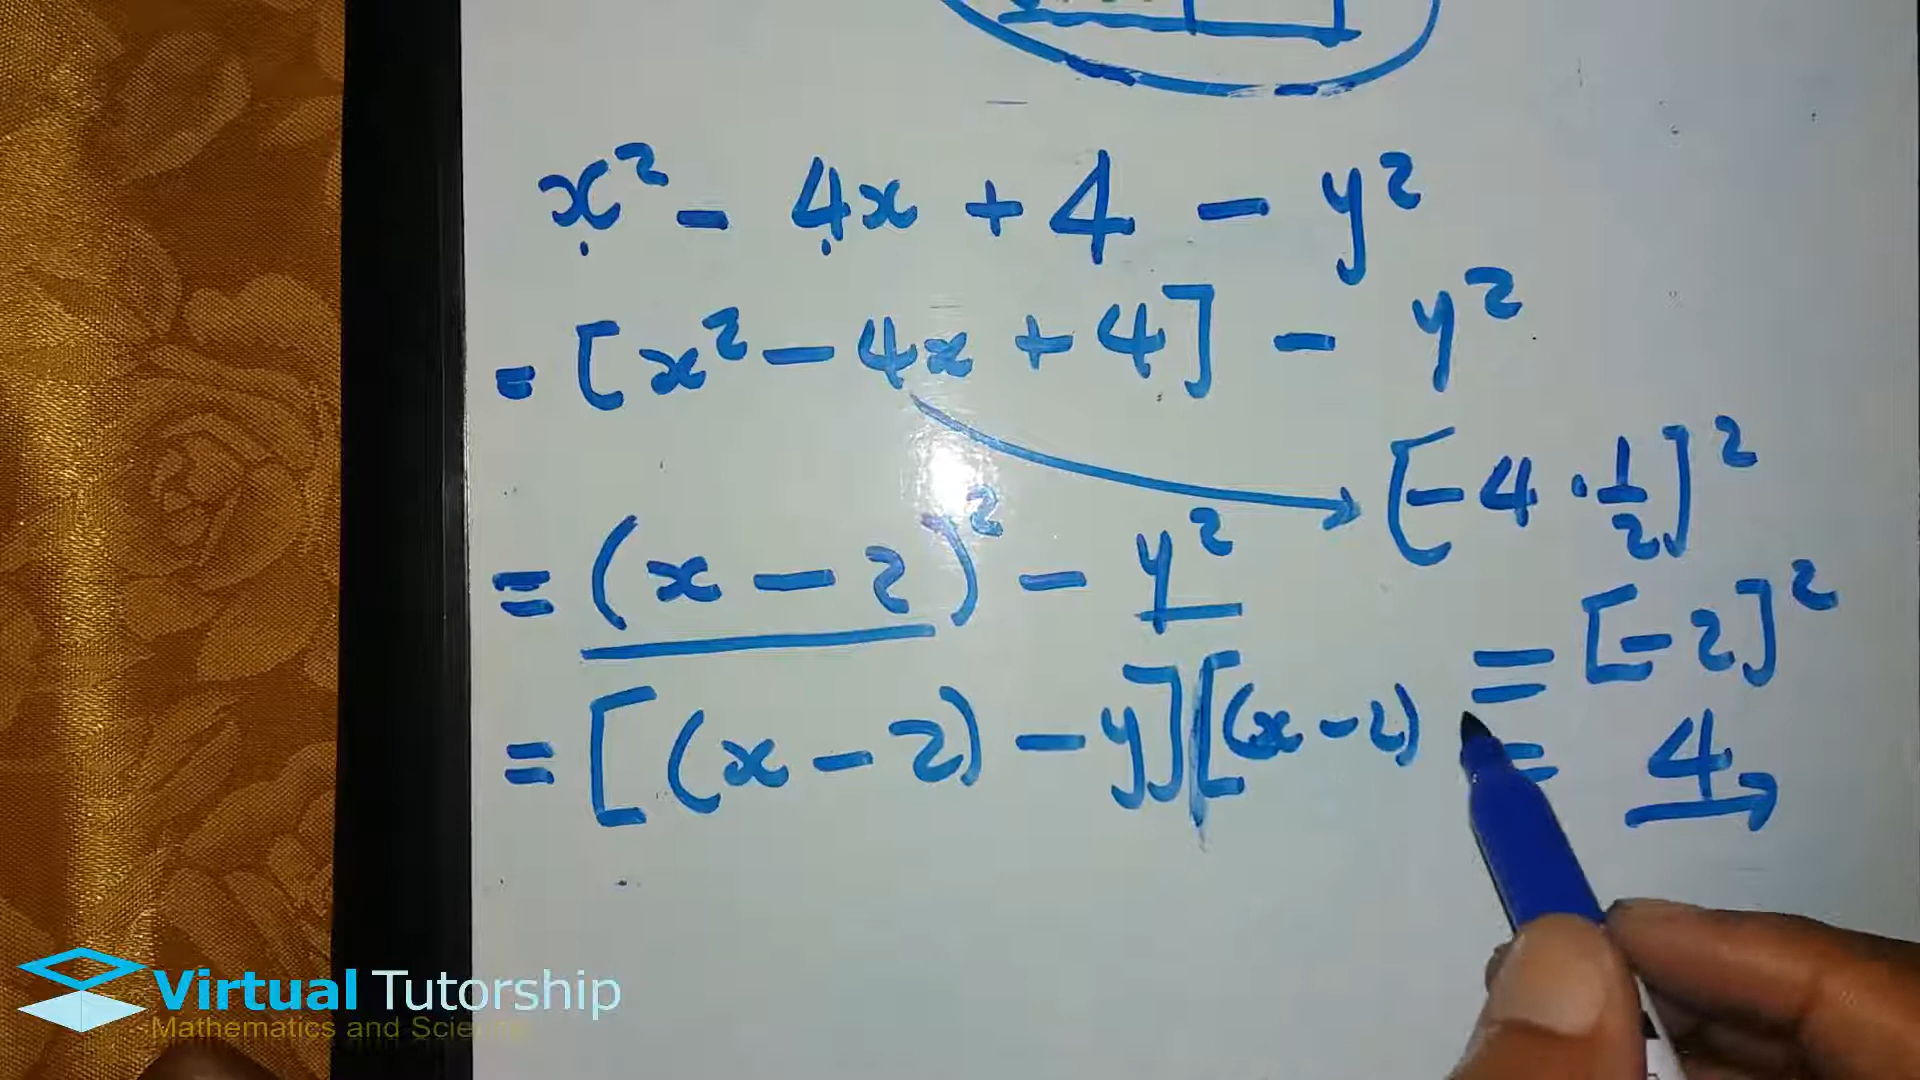 x² - 4x + 4 - y²
= [x² - 4x + 4] - y²
[-4 · 1/2]²
= (x - 2)² - y²
= [-2]²
= [(x - 2) - y][(x - 2)
= 4
Virtual Tutorship
Mathematics and Science